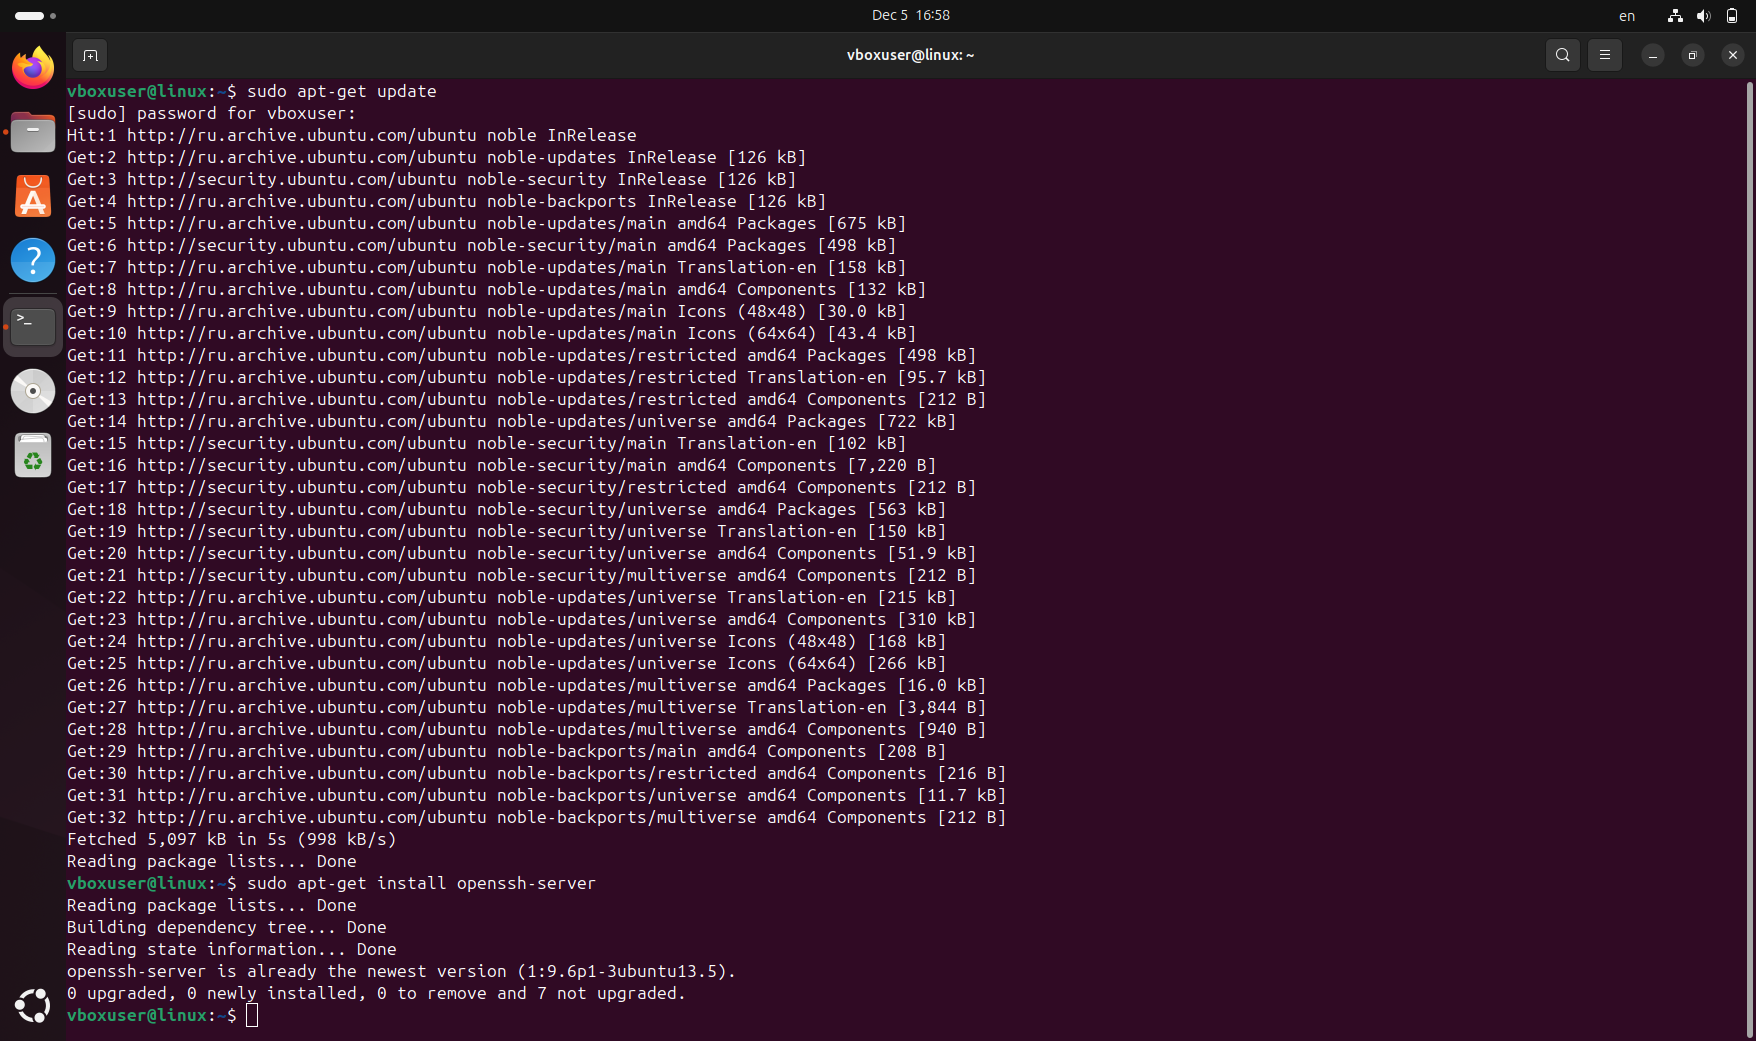 Dec 5 16:58
en
vboxuser@linux: ~
vboxuser@linux:~$ sudo apt-get update
[sudo] password for vboxuser:
Hit:1 http://ru.archive.ubuntu.com/ubuntu noble InRelease
Get:2 http://ru.archive.ubuntu.com/ubuntu noble-updates InRelease [126 kB]
Get:3 http://security.ubuntu.com/ubuntu noble-security InRelease [126 kB]
Get:4 http://ru.archive.ubuntu.com/ubuntu noble-backports InRelease [126 kB]
Get:5 http://ru.archive.ubuntu.com/ubuntu noble-updates/main amd64 Packages [675 kB]
Get:6 http://security.ubuntu.com/ubuntu noble-security/main amd64 Packages [498 kB]
Get:7 http://ru.archive.ubuntu.com/ubuntu noble-updates/main Translation-en [158 kB]
Get:8 http://ru.archive.ubuntu.com/ubuntu noble-updates/main amd64 Components [132 kB]
Get:9 http://ru.archive.ubuntu.com/ubuntu noble-updates/main Icons (48x48) [30.0 kB]
Get:10 http://ru.archive.ubuntu.com/ubuntu noble-updates/main Icons (64x64) [43.4 kB]
Get:11 http://ru.archive.ubuntu.com/ubuntu noble-updates/restricted amd64 Packages [498 kB]
Get:12 http://ru.archive.ubuntu.com/ubuntu noble-updates/restricted Translation-en [95.7 kB]
Get:13 http://ru.archive.ubuntu.com/ubuntu noble-updates/restricted amd64 Components [212 B]
Get:14 http://ru.archive.ubuntu.com/ubuntu noble-updates/universe amd64 Packages [722 kB]
Get:15 http://security.ubuntu.com/ubuntu noble-security/main Translation-en [102 kB]
Get:16 http://security.ubuntu.com/ubuntu noble-security/main amd64 Components [7,220 B]
Get:17 http://security.ubuntu.com/ubuntu noble-security/restricted amd64 Components [212 B]
Get:18 http://security.ubuntu.com/ubuntu noble-security/universe amd64 Packages [563 kB]
Get:19 http://security.ubuntu.com/ubuntu noble-security/universe Translation-en [150 kB]
Get:20 http://security.ubuntu.com/ubuntu noble-security/universe amd64 Components [51.9 kB]
Get:21 http://security.ubuntu.com/ubuntu noble-security/multiverse amd64 Components [212 B]
Get:22 http://ru.archive.ubuntu.com/ubuntu noble-updates/universe Translation-en [215 kB]
Get:23 http://ru.archive.ubuntu.com/ubuntu noble-updates/universe amd64 Components [310 kB]
Get:24 http://ru.archive.ubuntu.com/ubuntu noble-updates/universe Icons (48x48) [168 kB]
Get:25 http://ru.archive.ubuntu.com/ubuntu noble-updates/universe Icons (64x64) [266 kB]
Get:26 http://ru.archive.ubuntu.com/ubuntu noble-updates/multiverse amd64 Packages [16.0 kB]
Get:27 http://ru.archive.ubuntu.com/ubuntu noble-updates/multiverse Translation-en [3,844 B]
Get:28 http://ru.archive.ubuntu.com/ubuntu noble-updates/multiverse amd64 Components [940 B]
Get:29 http://ru.archive.ubuntu.com/ubuntu noble-backports/main amd64 Components [208 B]
Get:30 http://ru.archive.ubuntu.com/ubuntu noble-backports/restricted amd64 Components [216 B]
Get:31 http://ru.archive.ubuntu.com/ubuntu noble-backports/universe amd64 Components [11.7 kB]
Get:32 http://ru.archive.ubuntu.com/ubuntu noble-backports/multiverse amd64 Components [212 B]
Fetched 5,097 kB in 5s (998 kB/s)
Reading package lists... Done
vboxuser@linux:~$ sudo apt-get install openssh-server
Reading package lists... Done
Building dependency tree... Done
Reading state information... Done
openssh-server is already the newest version (1:9.6p1-3ubuntu13.5).
0 upgraded, 0 newly installed, 0 to remove and 7 not upgraded.
vboxuser@linux:~$